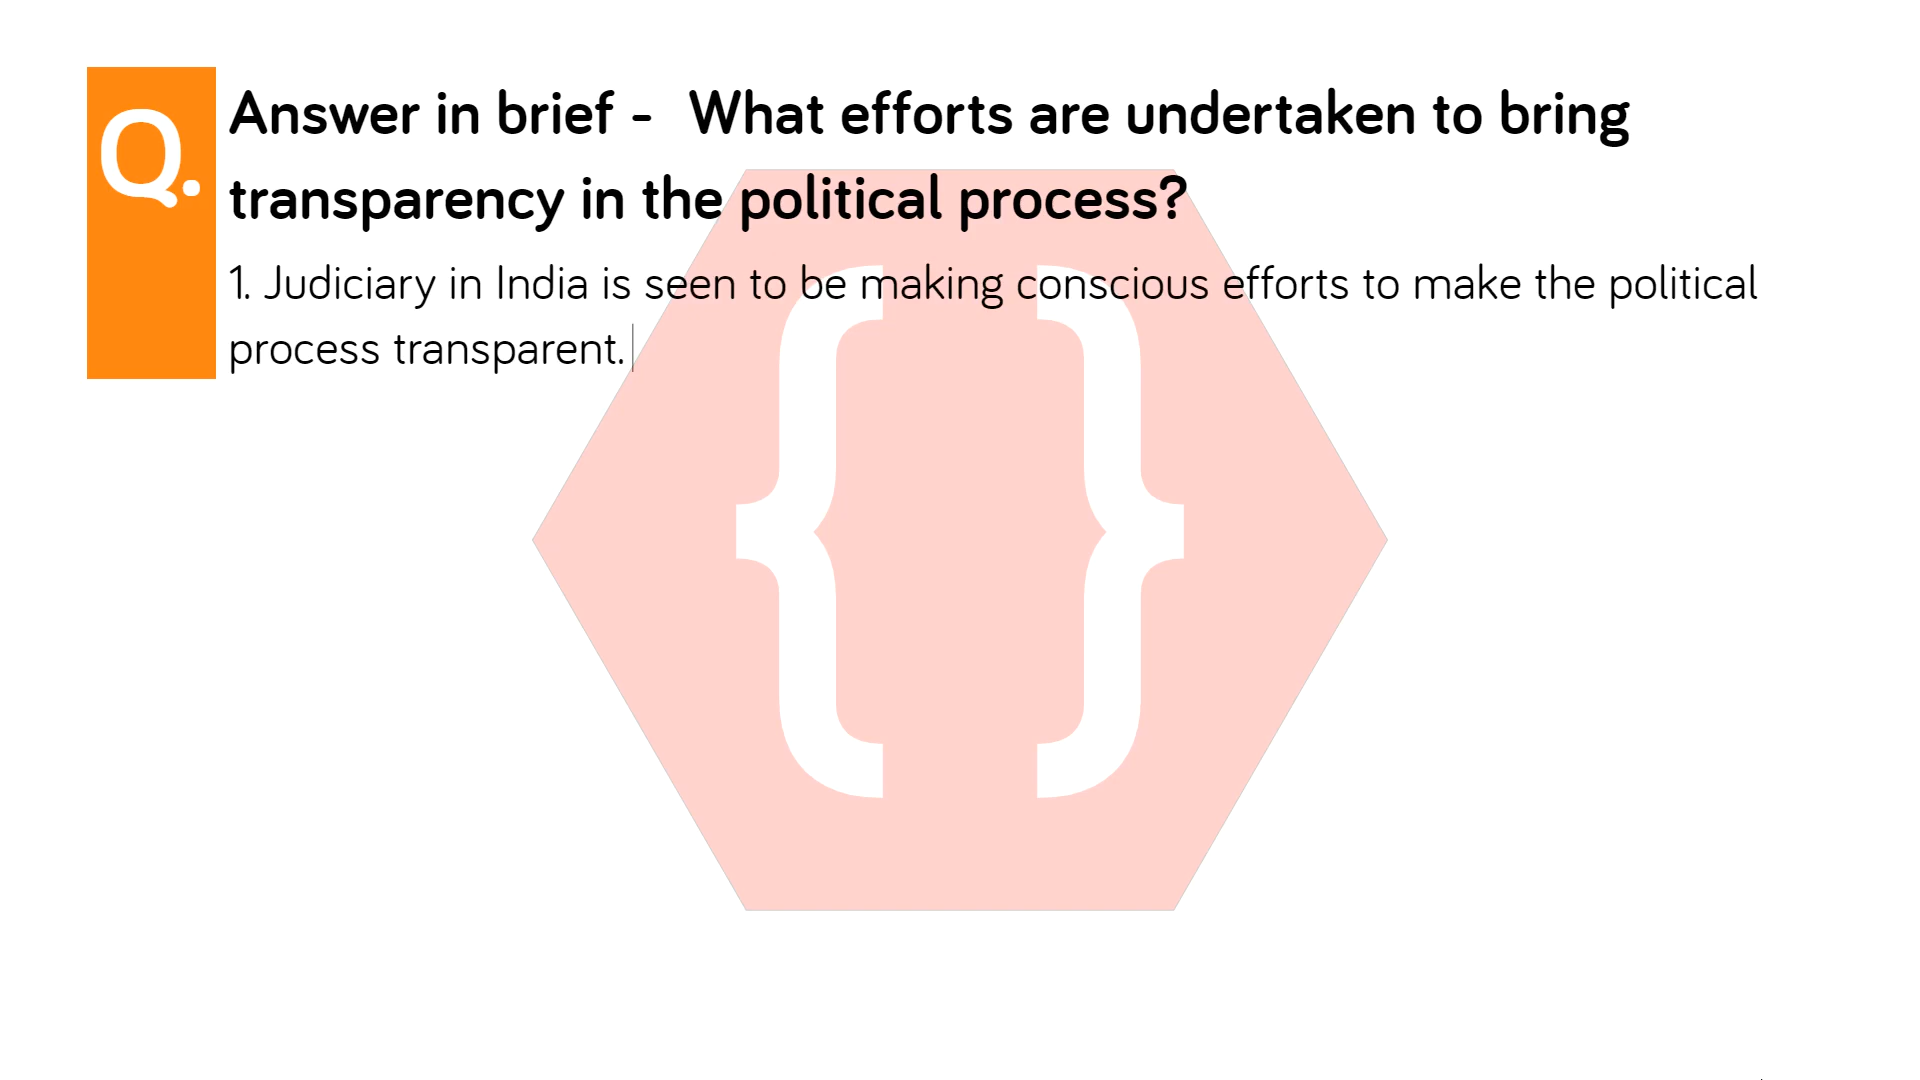 Q.
Answer in brief - What efforts are undertaken to bring
transparency in the political process?
1. Judiciary in India is seen to be making conscious efforts to make the political
process transparent.
{ }